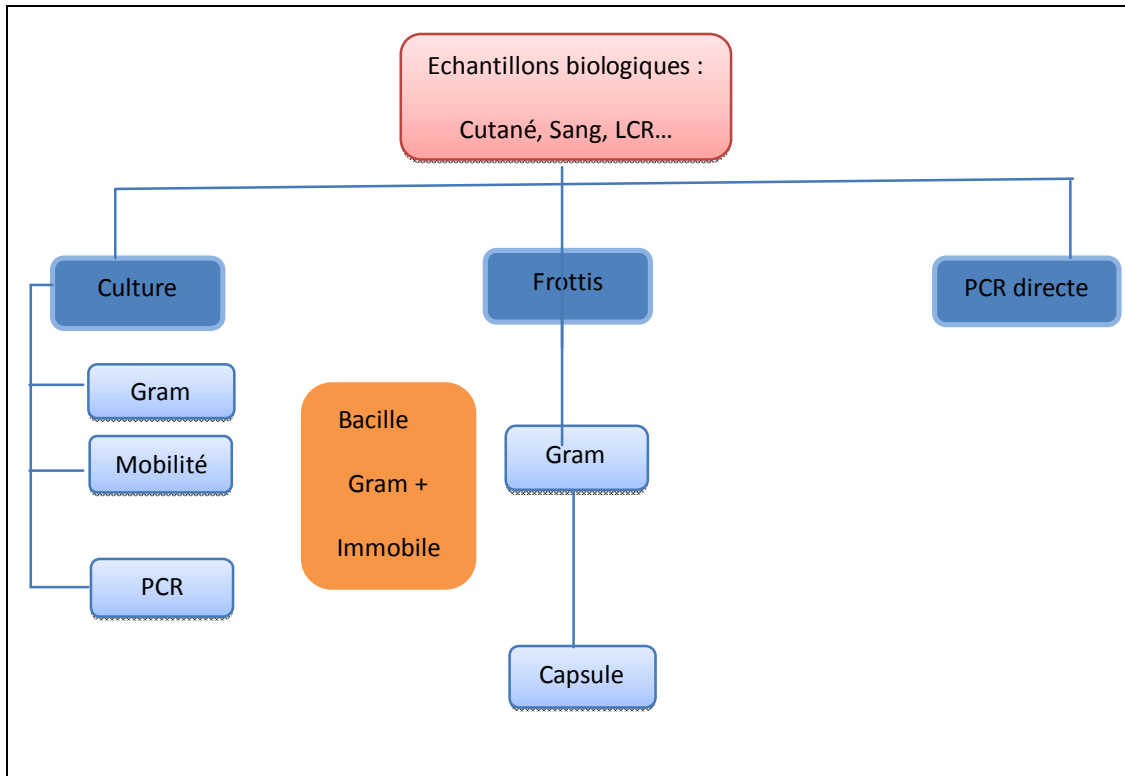 Echantillons biologiques :
Cutané, Sang, LCR…
Culture
Frottis
PCR directe
Gram
Mobilité
PCR
Bacille
Gram +
Immobile
Gram
Capsule